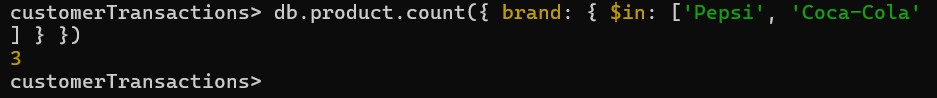 customerTransactions> db.product.count({ brand: { $in: ['Pepsi', 'Coca-Cola'
] } })
3
customerTransactions>